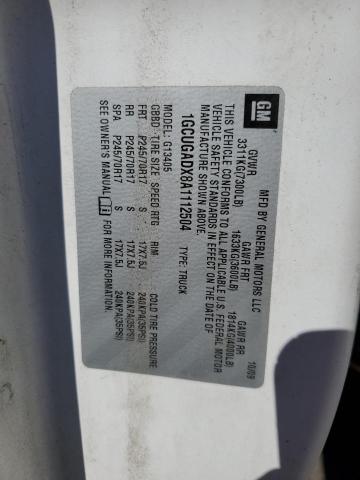 GM
MFD BY GENERAL MOTORS LLC 10/09
GVWR GAWR FRT GAWR RR
3311KG(7300LB) 1633KG(3600LB) 1814KG(4000LB)
THIS VEHICLE CONFORMS TO ALL APPLICABLE U.S. FEDERAL MOTOR
VEHICLE SAFETY STANDARDS IN EFFECT ON THE DATE OF
MANUFACTURE SHOWN ABOVE.
1GCUGADX8A1112504 TYPE: TRUCK
MODEL: G13405
GBBD TIRE SIZE SPEED RTG RIM COLD TIRE PRESSURE
FRT P245/70R17 S 17X7.5J 240KPA(35PSI)
RR P245/70R17 S 17X7.5J 240KPA(35PSI)
SPA P245/70R17 S 17X7.5J 240KPA(35PSI)
SEE OWNER'S MANUAL FOR MORE INFORMATION.